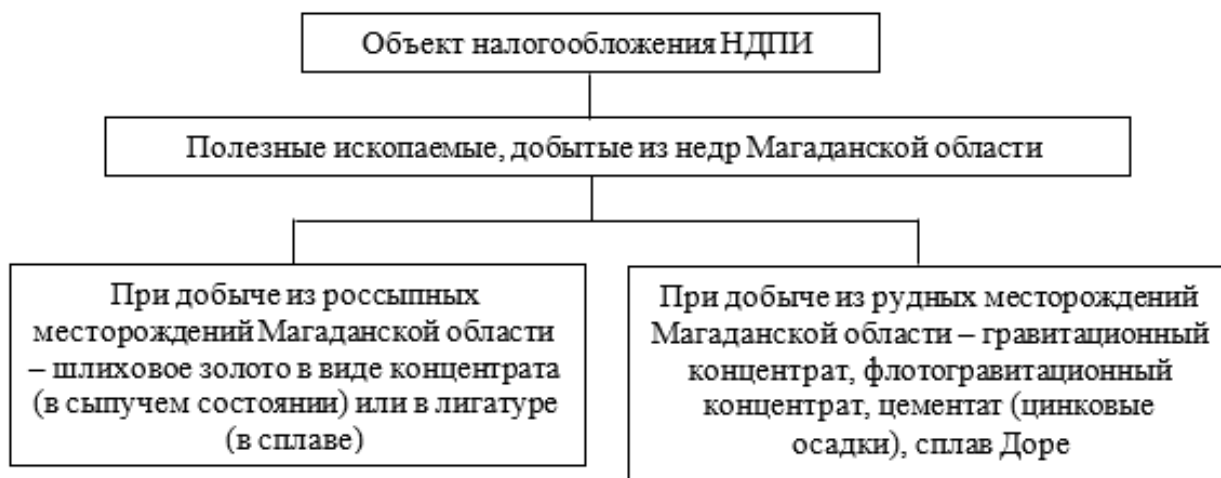 Объект налогообложения НДПИ
Полезные ископаемые, добытые из недр Магаданской области
При добыче из россыпных
месторождений Магаданской области
– шлиховое золото в виде концентрата
(в сыпучем состоянии) или в лигатуре
(в сплаве)
При добыче из рудных месторождений
Магаданской области – гравитационный
концентрат, флотогравитационный
концентрат, цементат (цинковые
осадки), сплав Доре